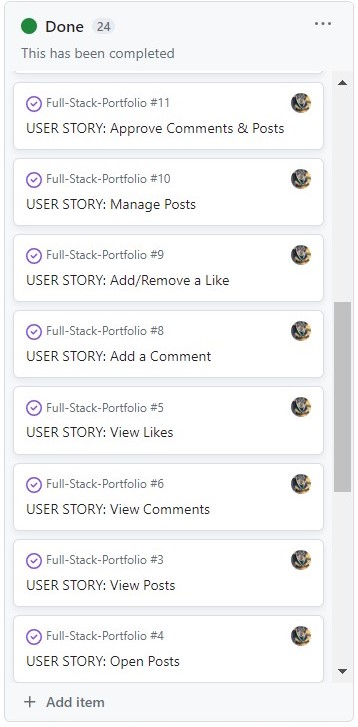 Done 24
This has been completed
Full-Stack-Portfolio #11
USER STORY: Approve Comments & Posts
Full-Stack-Portfolio #10
USER STORY: Manage Posts
Full-Stack-Portfolio #9
USER STORY: Add/Remove a Like
Full-Stack-Portfolio #8
USER STORY: Add a Comment
Full-Stack-Portfolio #5
USER STORY: View Likes
Full-Stack-Portfolio #6
USER STORY: View Comments
Full-Stack-Portfolio #3
USER STORY: View Posts
Full-Stack-Portfolio #4
USER STORY: Open Posts
+ Add item